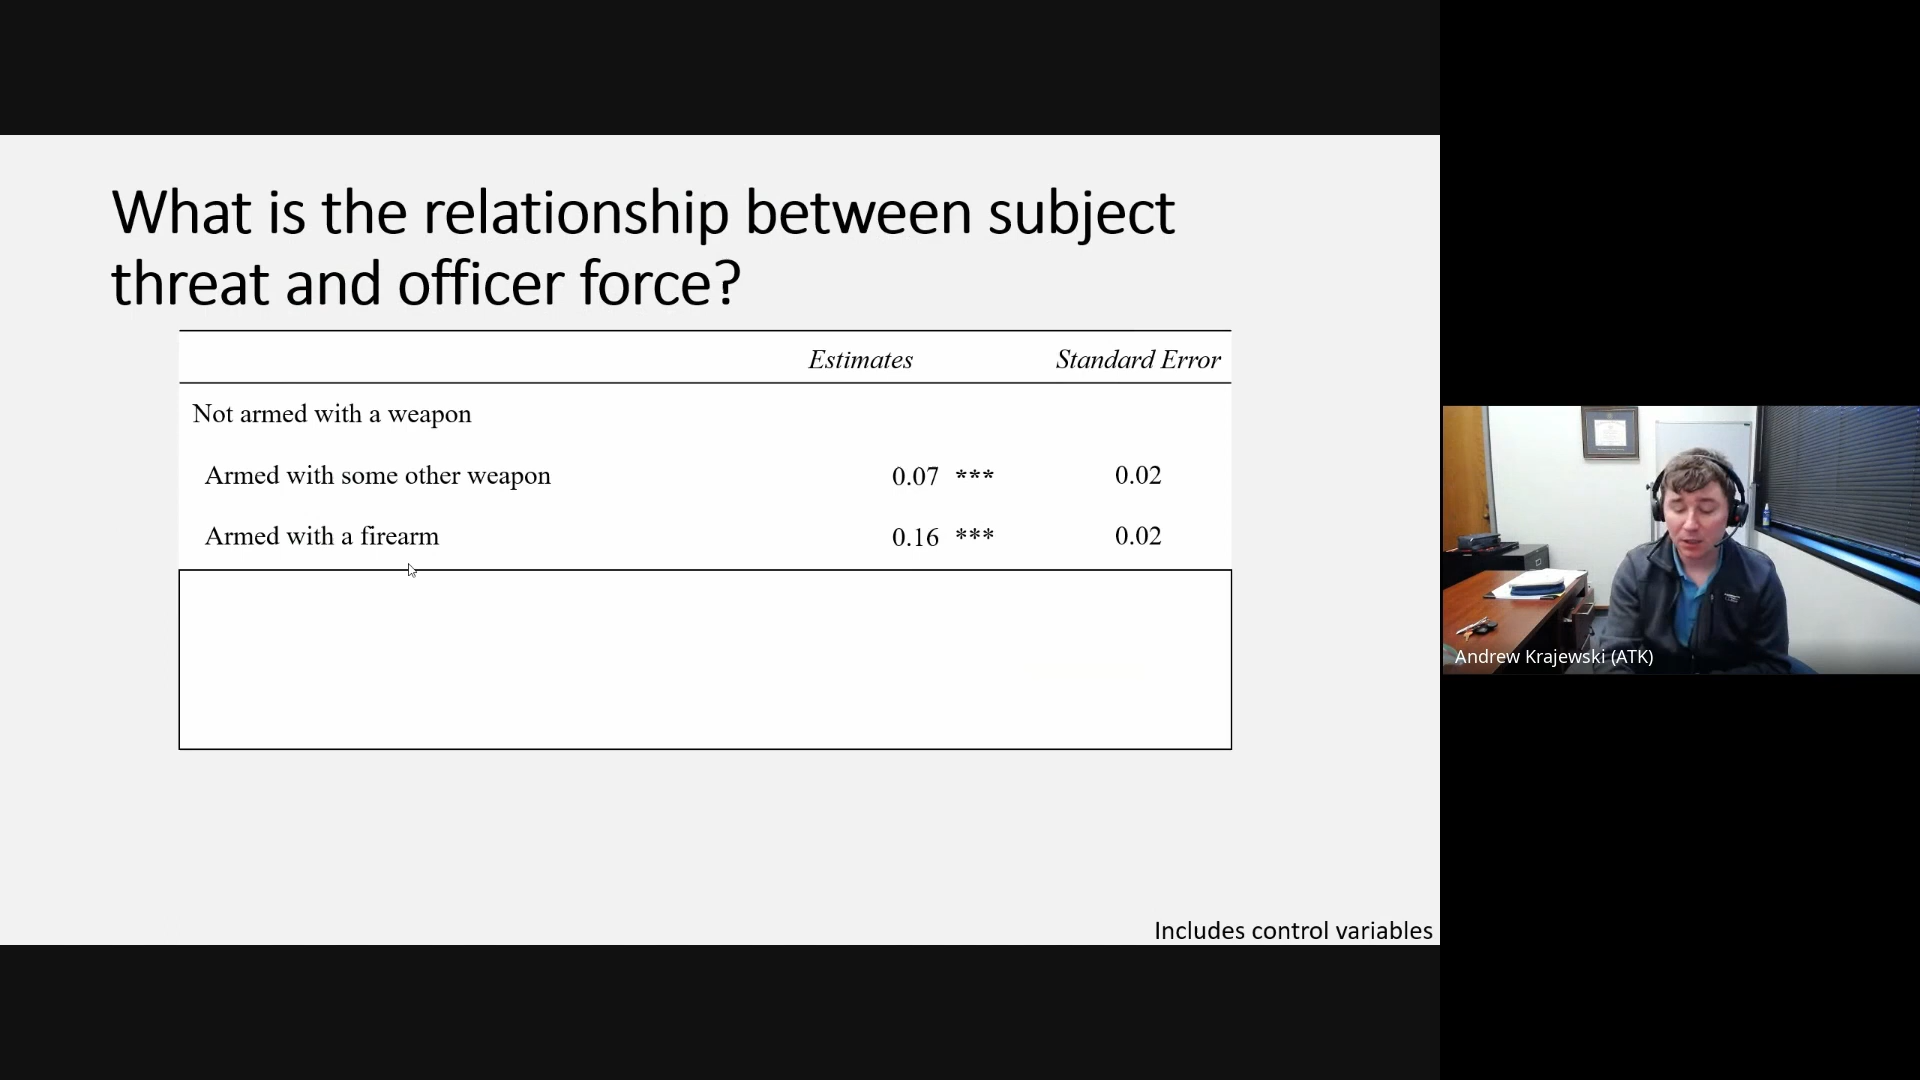 What is the relationship between subject
threat and officer force?
Estimates Standard Error
Not armed with a weapon
Armed with some other weapon 0.07 *** 0.02
Armed with a firearm 0.16 *** 0.02
Includes control variables
Andrew Krajewski (ATK)